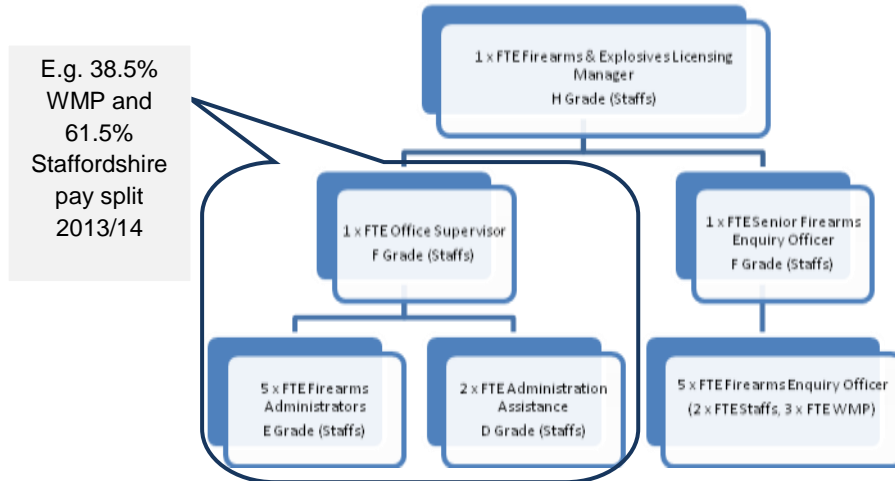 E.g. 38.5%
WMP and
61.5%
Staffordshire
pay split
2013/14
1 x FTE Firearms & Explosives Licensing
Manager
H Grade (Staffs)
1 x FTE Office Supervisor
F Grade (Staffs)
1 x FTE Senior Firearms
Enquiry Officer
F Grade (Staffs)
5 x FTE Firearms
Administrators
E Grade (Staffs)
2 x FTE Administration
Assistance
D Grade (Staffs)
5 x FTE Firearms Enquiry Officer
(2 x FTE Staffs, 3 x FTE WMP)